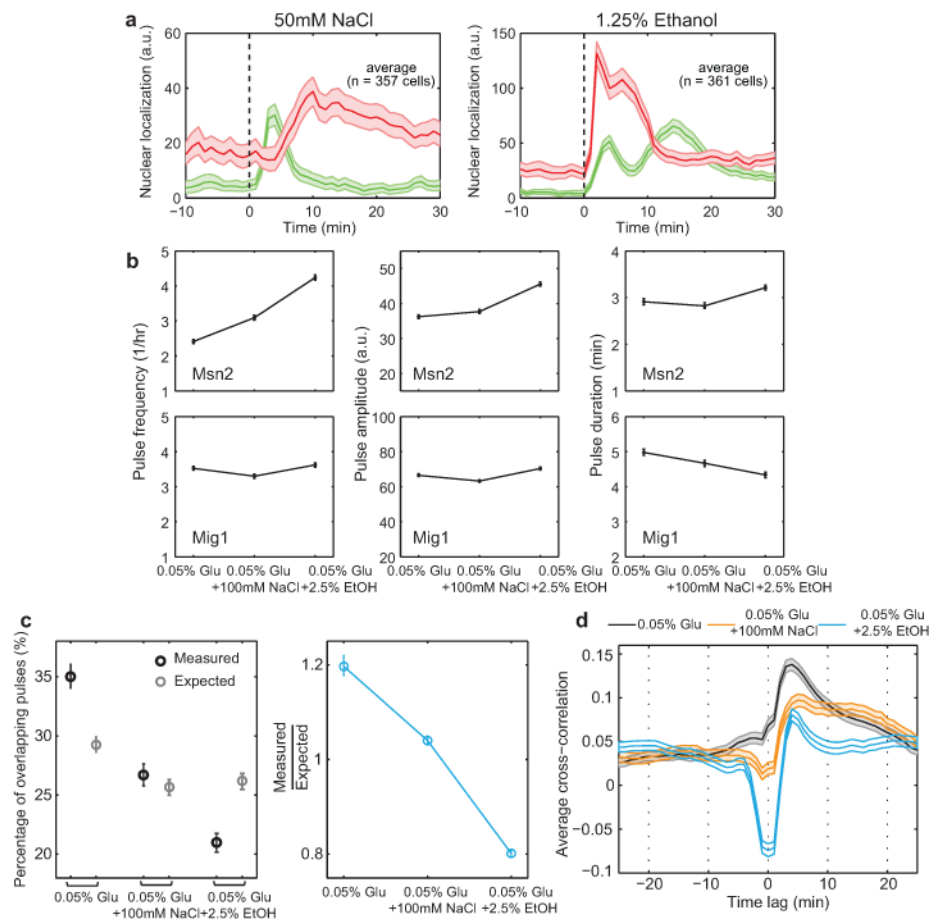 a
50mM NaCl
1.25% Ethanol
Nuclear localization (a.u.)
60
40
20
0
average
(n = 357 cells)
-10 0 10 20 30
Time (min)
Nuclear localization (a.u.)
150
100
50
0
average
(n = 361 cells)
-10 0 10 20 30
Time (min)
b
Pulse frequency (1/hr)
5
4
3
2
1
Msn2
5
4
3
2
1
Mig1
0.05% Glu 0.05% Glu 0.05% Glu
+100mM NaCl +2.5% EtOH
Pulse amplitude (a.u.)
50
40
30
20
10
Msn2
100
80
60
40
20
Mig1
0.05% Glu 0.05% Glu 0.05% Glu
+100mM NaCl +2.5% EtOH
Pulse duration (min)
4
3
2
1
Msn2
6
5
4
3
2
Mig1
0.05% Glu 0.05% Glu 0.05% Glu
+100mM NaCl +2.5% EtOH
c
Percentage of overlapping pulses (%)
35
30
25
20
Measured
Expected
0.05% Glu 0.05% Glu 0.05% Glu
+100mM NaCl +2.5% EtOH
Measured
Expected
1.2
1
0.8
0.05% Glu 0.05% Glu 0.05% Glu
+100mM NaCl +2.5% EtOH
d
0.05% Glu
0.05% Glu
+100mM NaCl
0.05% Glu
+2.5% EtOH
Average cross-correlation
0.15
0.1
0.05
0
-0.05
-0.1
-20 -10 0 10 20
Time lag (min)